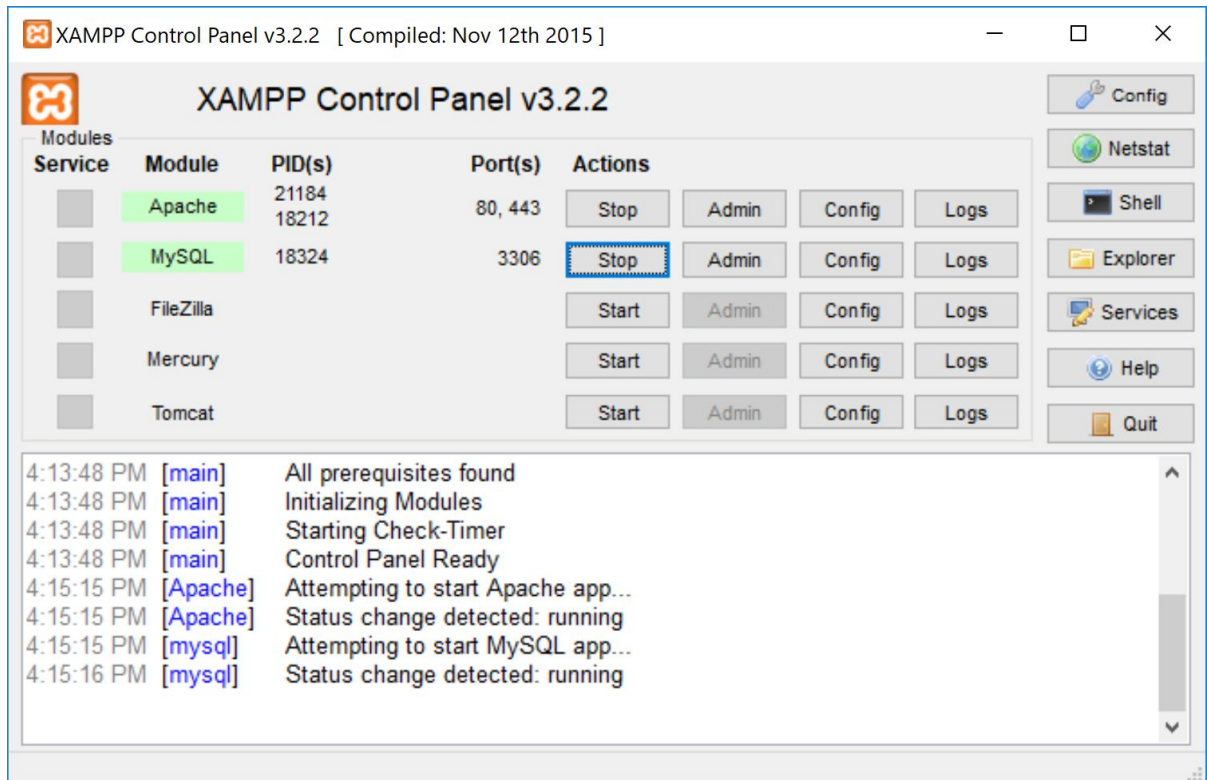 XAMPP Control Panel v3.2.2 [ Compiled: Nov 12th 2015 ]
XAMPP Control Panel v3.2.2
Config
Modules
Service Module PID(s) Port(s) Actions
Netstat
Apache 21184 18212 80, 443 Stop Admin Config Logs
Shell
MySQL 18324 3306 Stop Admin Config Logs
Explorer
FileZilla Start Admin Config Logs
Services
Mercury Start Admin Config Logs
Help
Tomcat Start Admin Config Logs
Quit
4:13:48 PM [main] All prerequisites found
4:13:48 PM [main] Initializing Modules
4:13:48 PM [main] Starting Check-Timer
4:13:48 PM [main] Control Panel Ready
4:15:15 PM [Apache] Attempting to start Apache app...
4:15:15 PM [Apache] Status change detected: running
4:15:15 PM [mysql] Attempting to start MySQL app...
4:15:16 PM [mysql] Status change detected: running